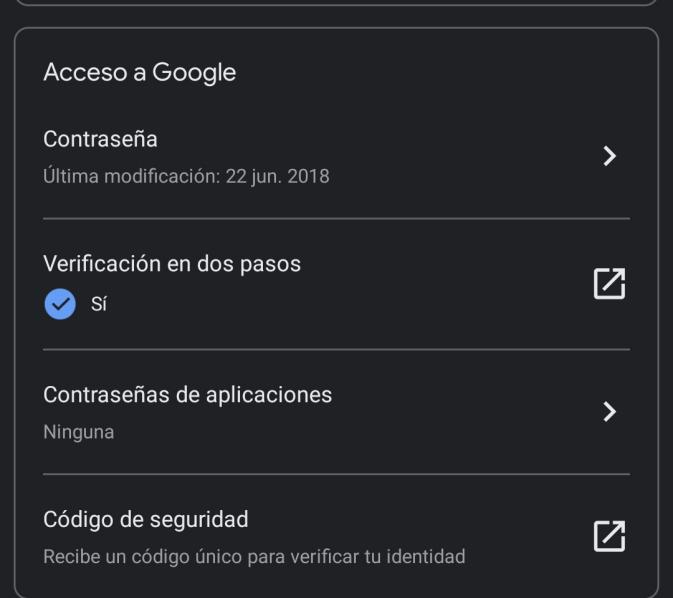 Acceso a Google
Contraseña
Última modificación: 22 jun. 2018
Verificación en dos pasos
Sí
Contraseñas de aplicaciones
Ninguna
Código de seguridad
Recibe un código único para verificar tu identidad